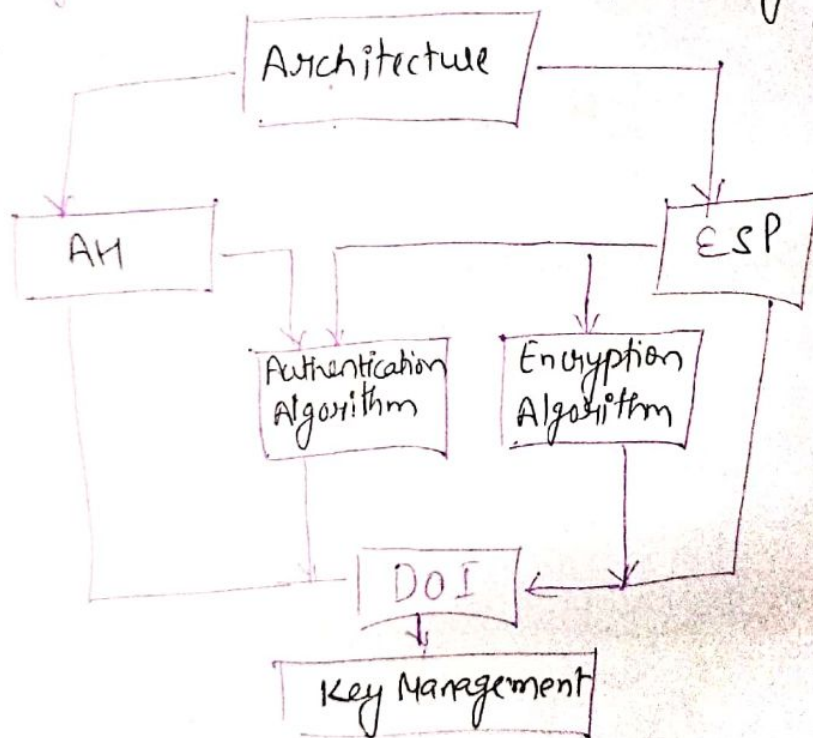 Architecture
AH
ESP
Authentication
Algorithm
Encryption
Algorithm
DOI
Key Management